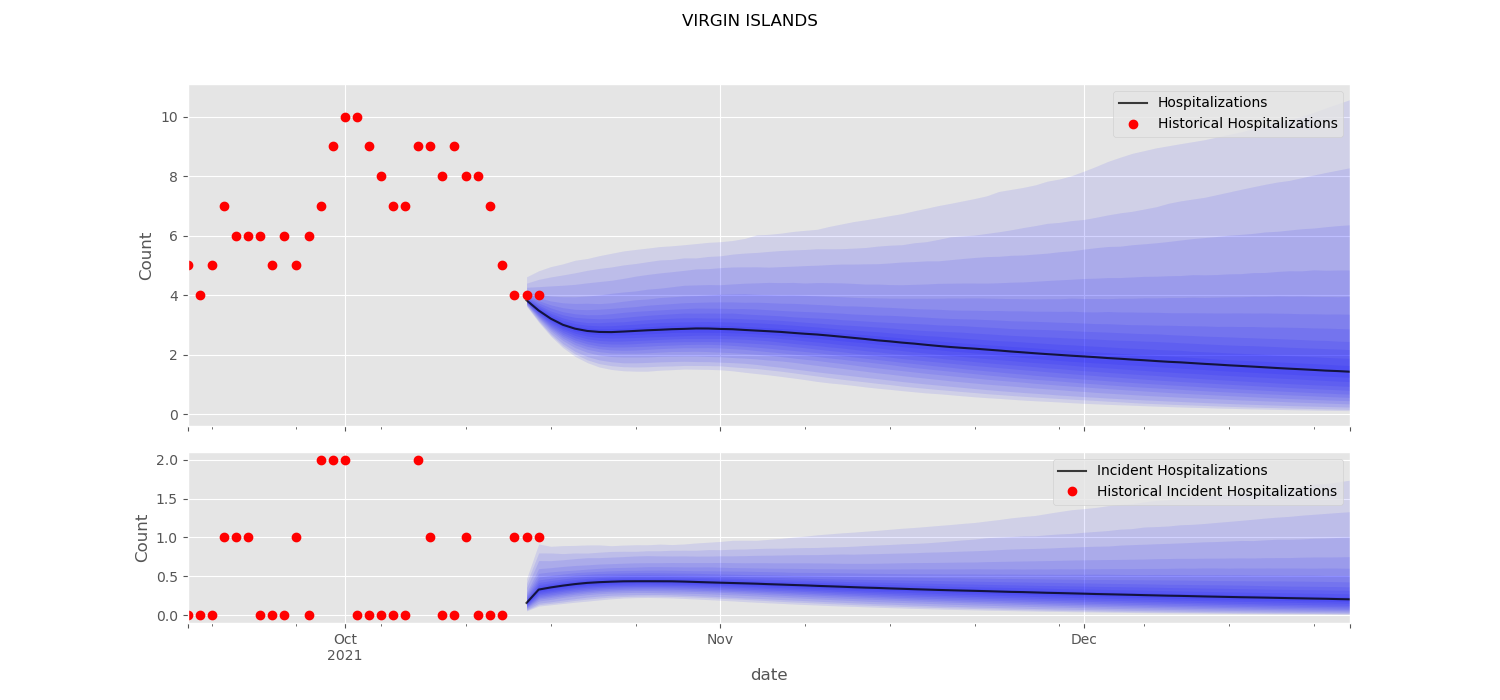 VIRGIN ISLANDS
Hospitalizations
Historical Hospitalizations
Count
10
8
6
4
2
0
Incident Hospitalizations
Historical Incident Hospitalizations
Count
2.0
1.5
1.0
0.5
0.0
Oct
2021
Nov
Dec
date